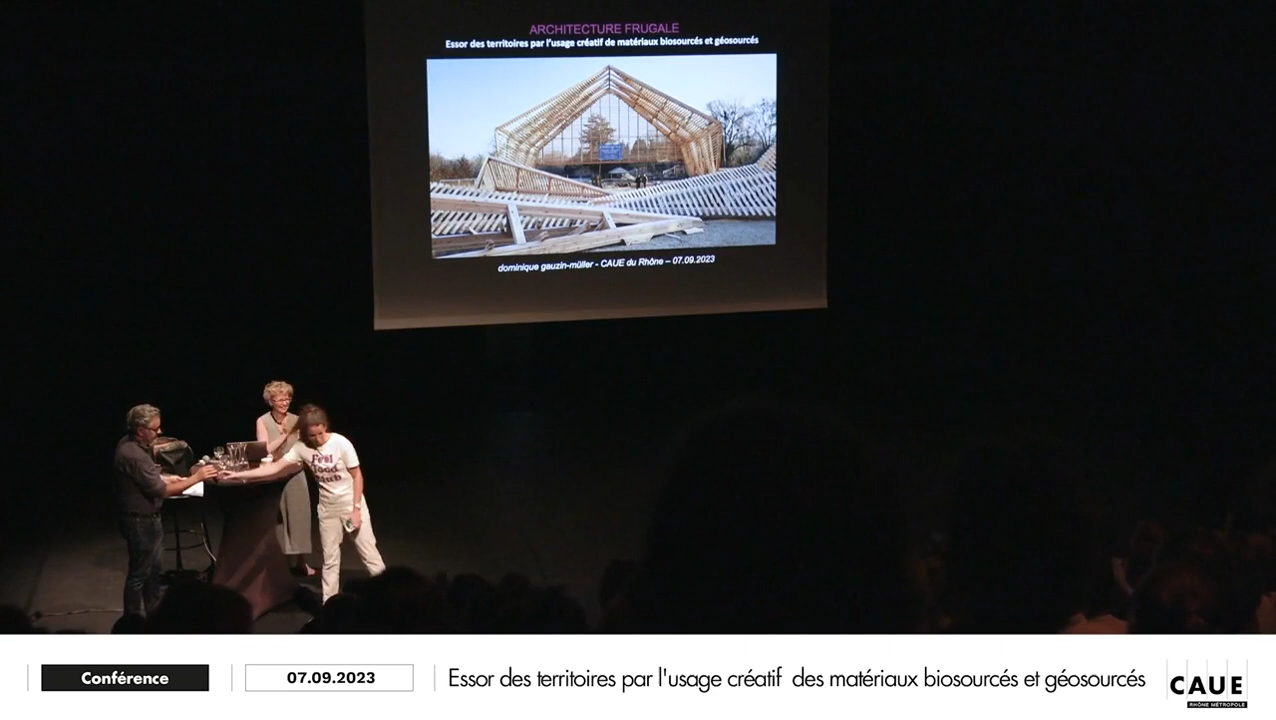 ARCHITECTURE FRUGALE
Essor des territoires par l'usage créatif de matériaux biosourcés et géosourcés
dominique gauzin-müller - CAUE du Rhône – 07.09.2023
Feel
Good
Club
Conférence
07.09.2023
Essor des territoires par l'usage créatif des matériaux biosourcés et géosourcés
CAUE
RHÔNE MÉTROPOLE